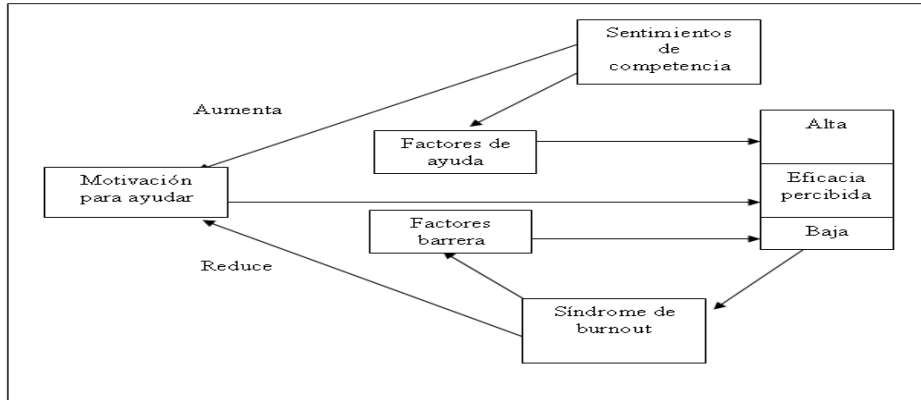 Sentimientos
de
competencia
Aumenta
Factores de
ayuda
Alta
Motivación
para ayudar
Eficacia
percibida
Factores
barrera
Baja
Reduce
Síndrome de
burnout